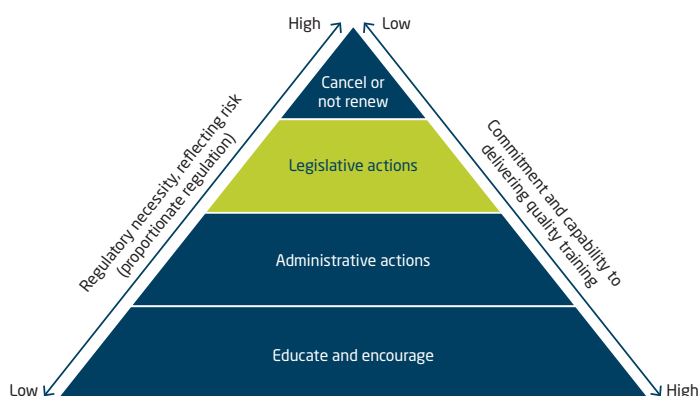 High
Low
Cancel or
not renew
Regulatory necessity, reflecting risk
(proportionate regulation)
Legislative actions
Commitment and capability to
delivering quality training
Administrative actions
Educate and encourage
Low
High